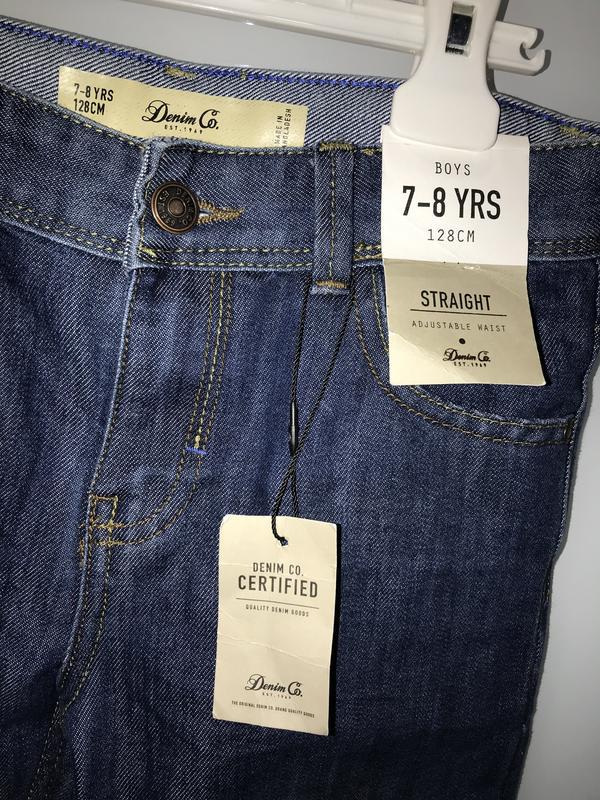 7-8 YRS
128CM
Denim Co.
EST. 1969
MADE IN
BANGLADESH
BOYS
7-8 YRS
128CM
STRAIGHT
ADJUSTABLE WAIST
Denim Co.
EST. 1969
DENIM CO.
CERTIFIED
QUALITY DENIM GOODS
Denim Co.
EST. 1969
THE ORIGINAL DENIM CO. BRAND QUALITY GOODS